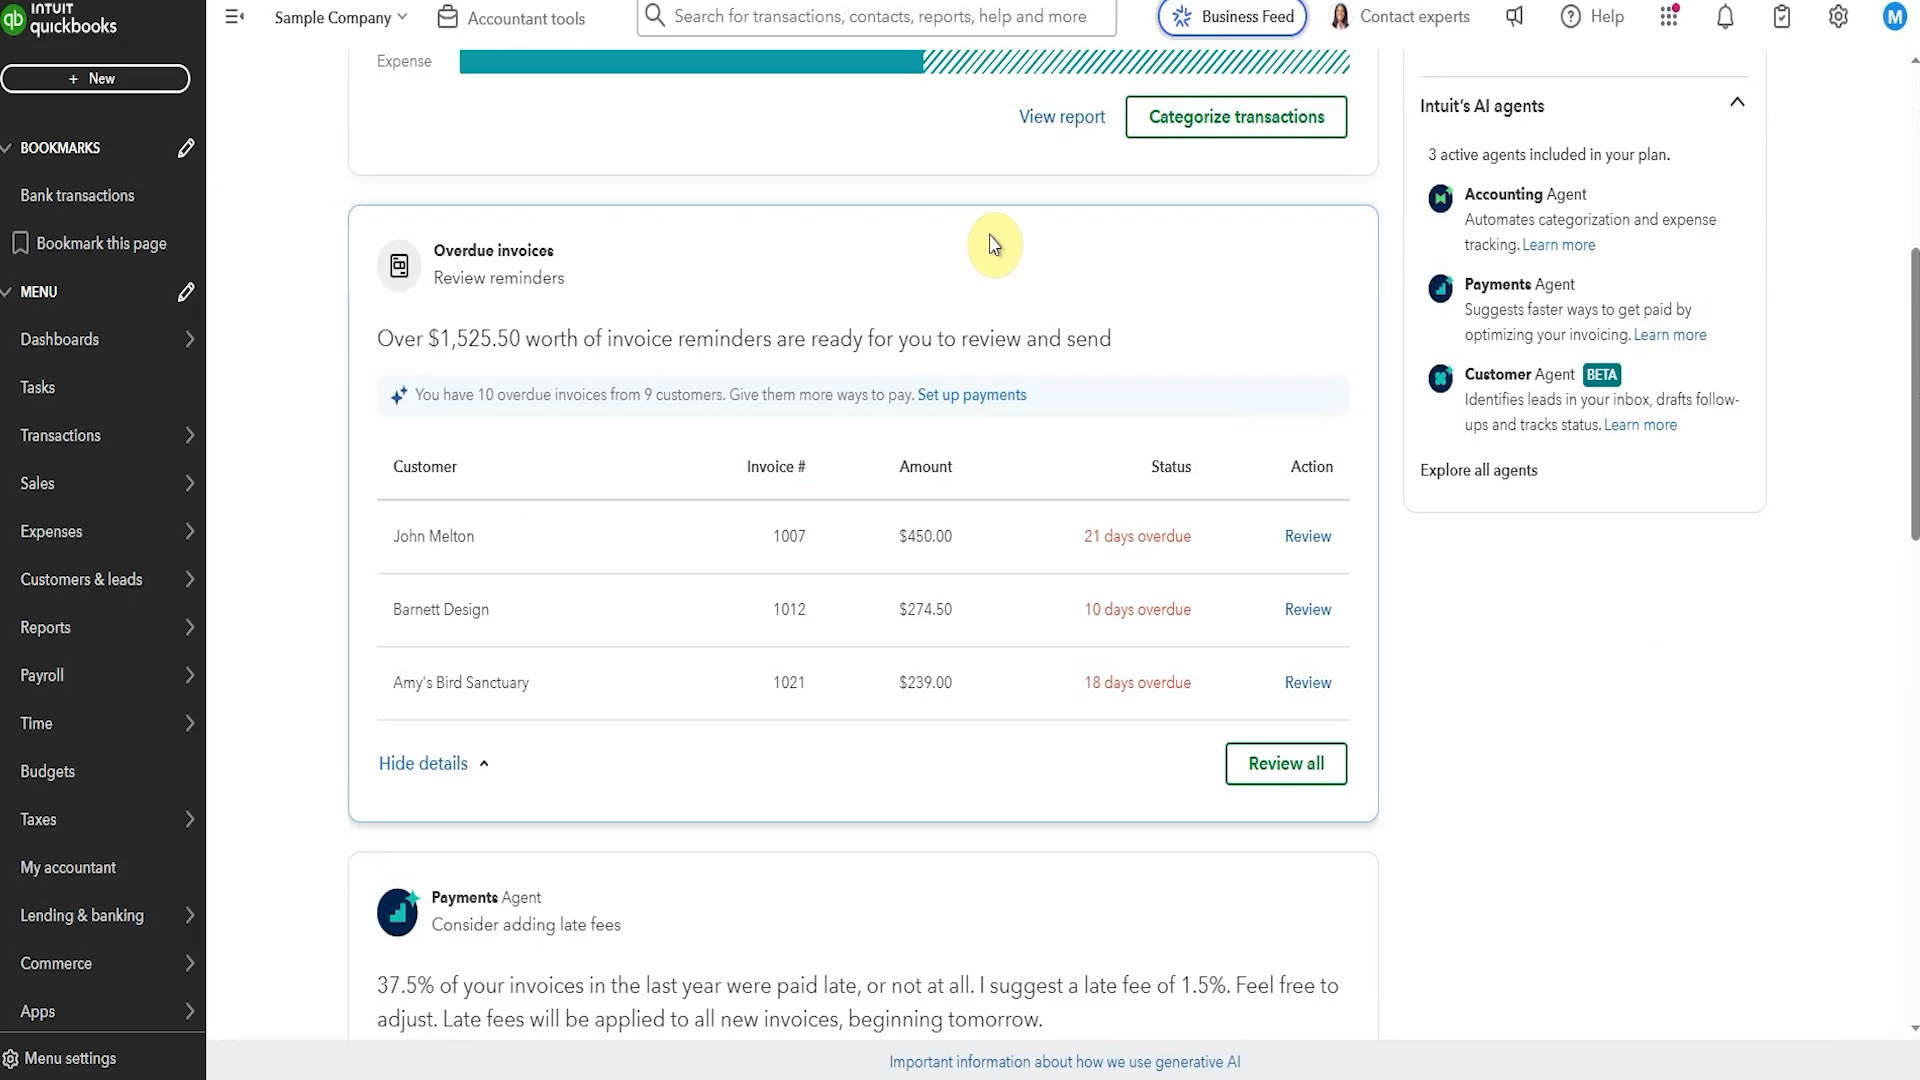 INTUIT
quickbooks
Sample Company
Accountant tools
Search for transactions, contacts, reports, help and more
Business Feed
Contact experts
Help
M
+ New
BOOKMARKS
Bank transactions
Bookmark this page
MENU
Dashboards
Tasks
Transactions
Sales
Expenses
Customers & leads
Reports
Payroll
Time
Budgets
Taxes
My accountant
Lending & banking
Commerce
Apps
Menu settings
Expense
View report
Categorize transactions
Overdue invoices
Review reminders
Over $1,525.50 worth of invoice reminders are ready for you to review and send
You have 10 overdue invoices from 9 customers. Give them more ways to pay. Set up payments
Customer Invoice # Amount Status Action
John Melton 1007 $450.00 21 days overdue Review
Barnett Design 1012 $274.50 10 days overdue Review
Amy's Bird Sanctuary 1021 $239.00 18 days overdue Review
Hide details
Review all
Payments Agent
Consider adding late fees
37.5% of your invoices in the last year were paid late, or not at all. I suggest a late fee of 1.5%. Feel free to
adjust. Late fees will be applied to all new invoices, beginning tomorrow.
Intuit's AI agents
3 active agents included in your plan.
Accounting Agent
Automates categorization and expense
tracking. Learn more
Payments Agent
Suggests faster ways to get paid by
optimizing your invoicing. Learn more
Customer Agent BETA
Identifies leads in your inbox, drafts follow-
ups and tracks status. Learn more
Explore all agents
Important information about how we use generative AI